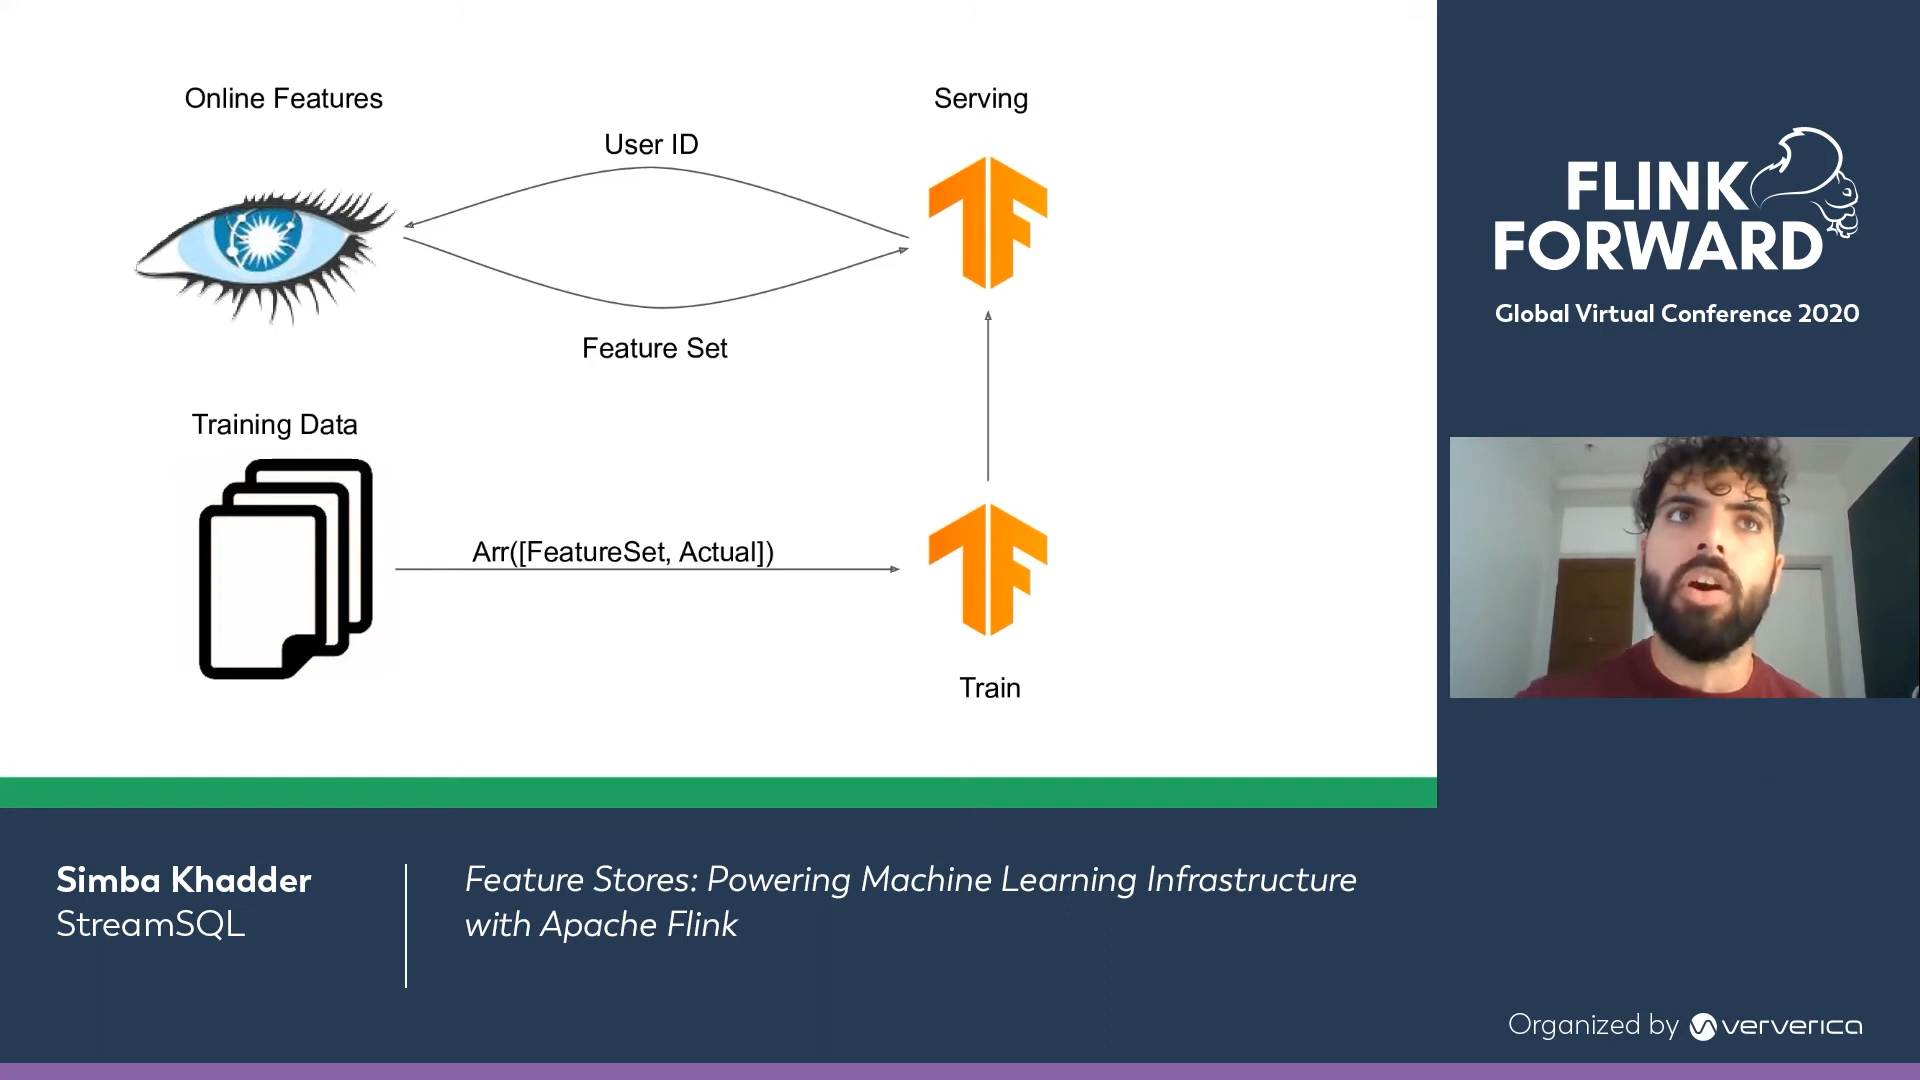 Online Features
Serving
User ID
Feature Set
Training Data
Arr([FeatureSet, Actual])
Train
FLINK
FORWARD
Global Virtual Conference 2020
Simba Khadder
StreamSQL
Feature Stores: Powering Machine Learning Infrastructure
with Apache Flink
Organized by ververica